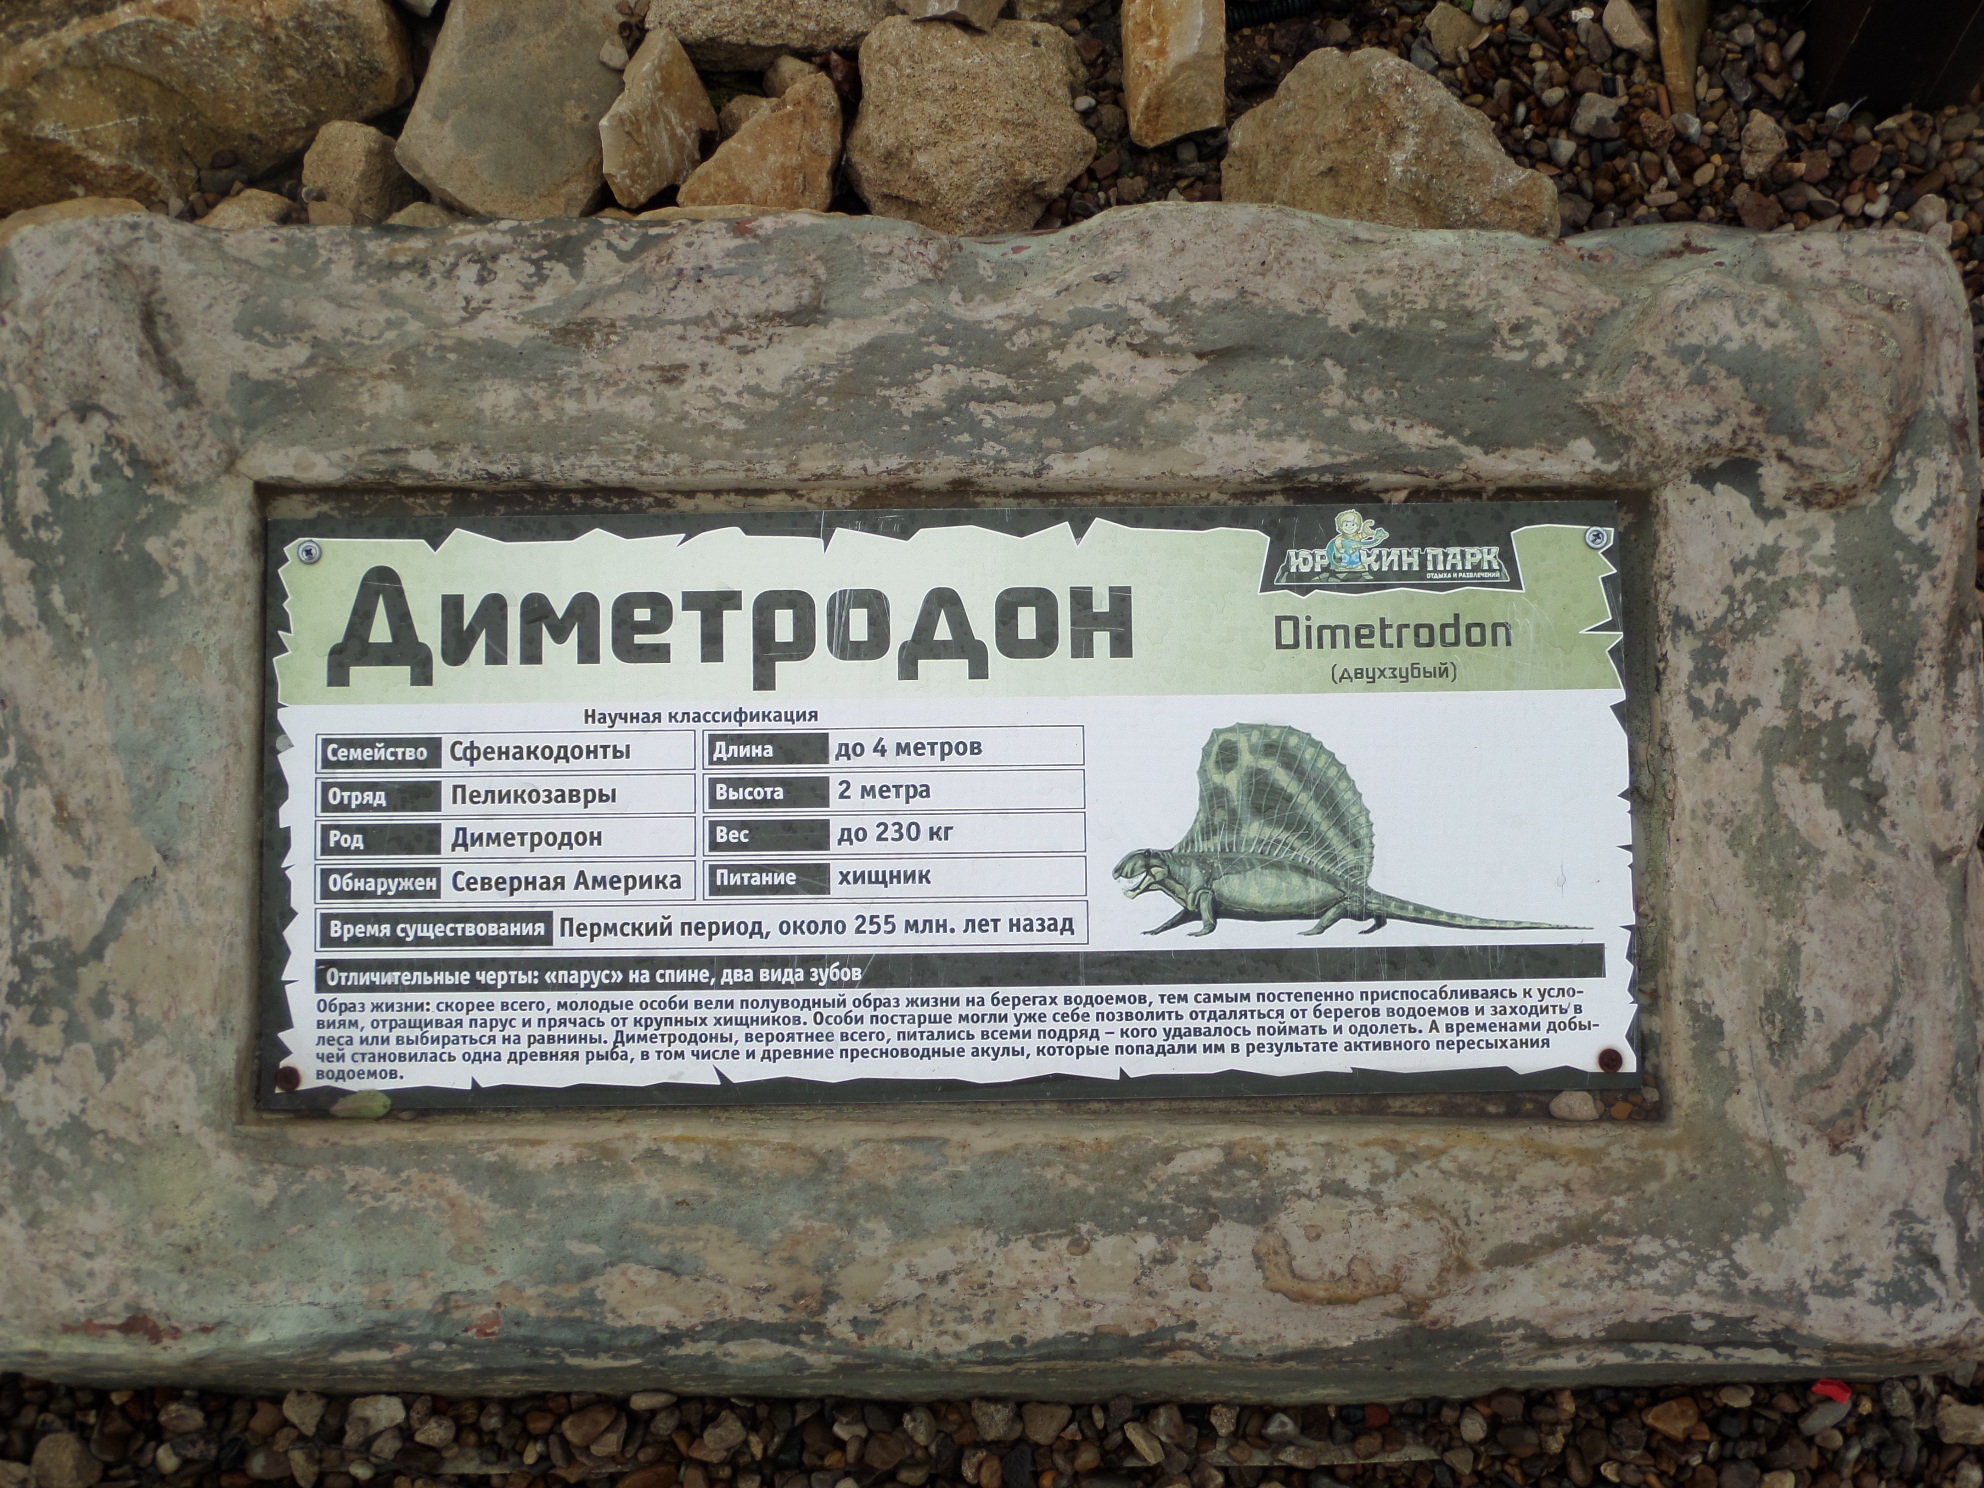 ЮРКИН ПАРК
ОТДЫХА И РАЗВЛЕЧЕНИЙ
Диметродон
Dimetrodon
(двухзубый)
Научная классификация
Семейство Сфенакодонты
Длина до 4 метров
Отряд Пеликозавры
Высота 2 метра
Род Диметродон
Вес до 230 кг
Обнаружен Северная Америка
Питание хищник
Время существования Пермский период, около 255 млн. лет назад
Отличительные черты: «парус» на спине, два вида зубов
Образ жизни: скорее всего, молодые особи вели полуводный образ жизни на берегах водоемов, тем самым постепенно приспосабливаясь к усло-
виям, отращивая парус и прячась от крупных хищников. Особи постарше могли уже себе позволить отдаляться от берегов водоемов и заходить в
леса или выбираться на равнины. Диметродоны, вероятнее всего, питались всеми подряд – кого удавалось поймать и одолеть. А временами добы-
чей становилась одна древняя рыба, в том числе и древние пресноводные акулы, которые попадали им в результате активного пересыхания
водоемов.